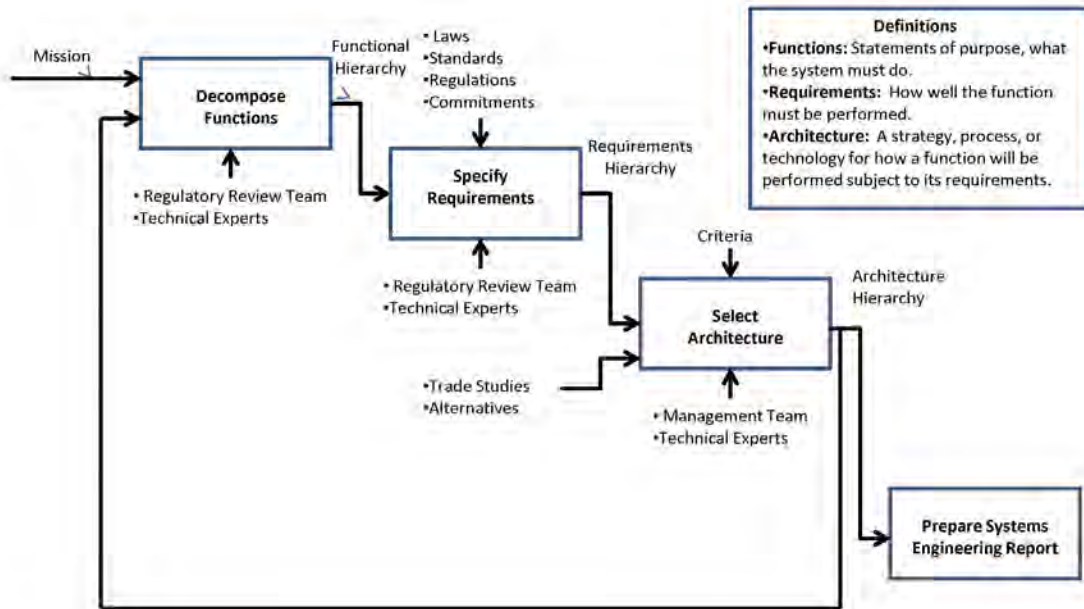 Mission
Decompose
Functions
• Regulatory Review Team
•Technical Experts
Functional
Hierarchy
• Laws
• Standards
• Regulations
•Commitments
Specify
Requirements
• Regulatory Review Team
• Technical Experts
Requirements
Hierarchy
Criteria
Select
Architecture
•Trade Studies
•Alternatives
• Management Team
•Technical Experts
Architecture
Hierarchy
Prepare Systems
Engineering Report
Definitions
•Functions: Statements of purpose, what
the system must do.
•Requirements: How well the function
must be performed.
•Architecture: A strategy, process, or
technology for how a function will be
performed subject to its requirements.